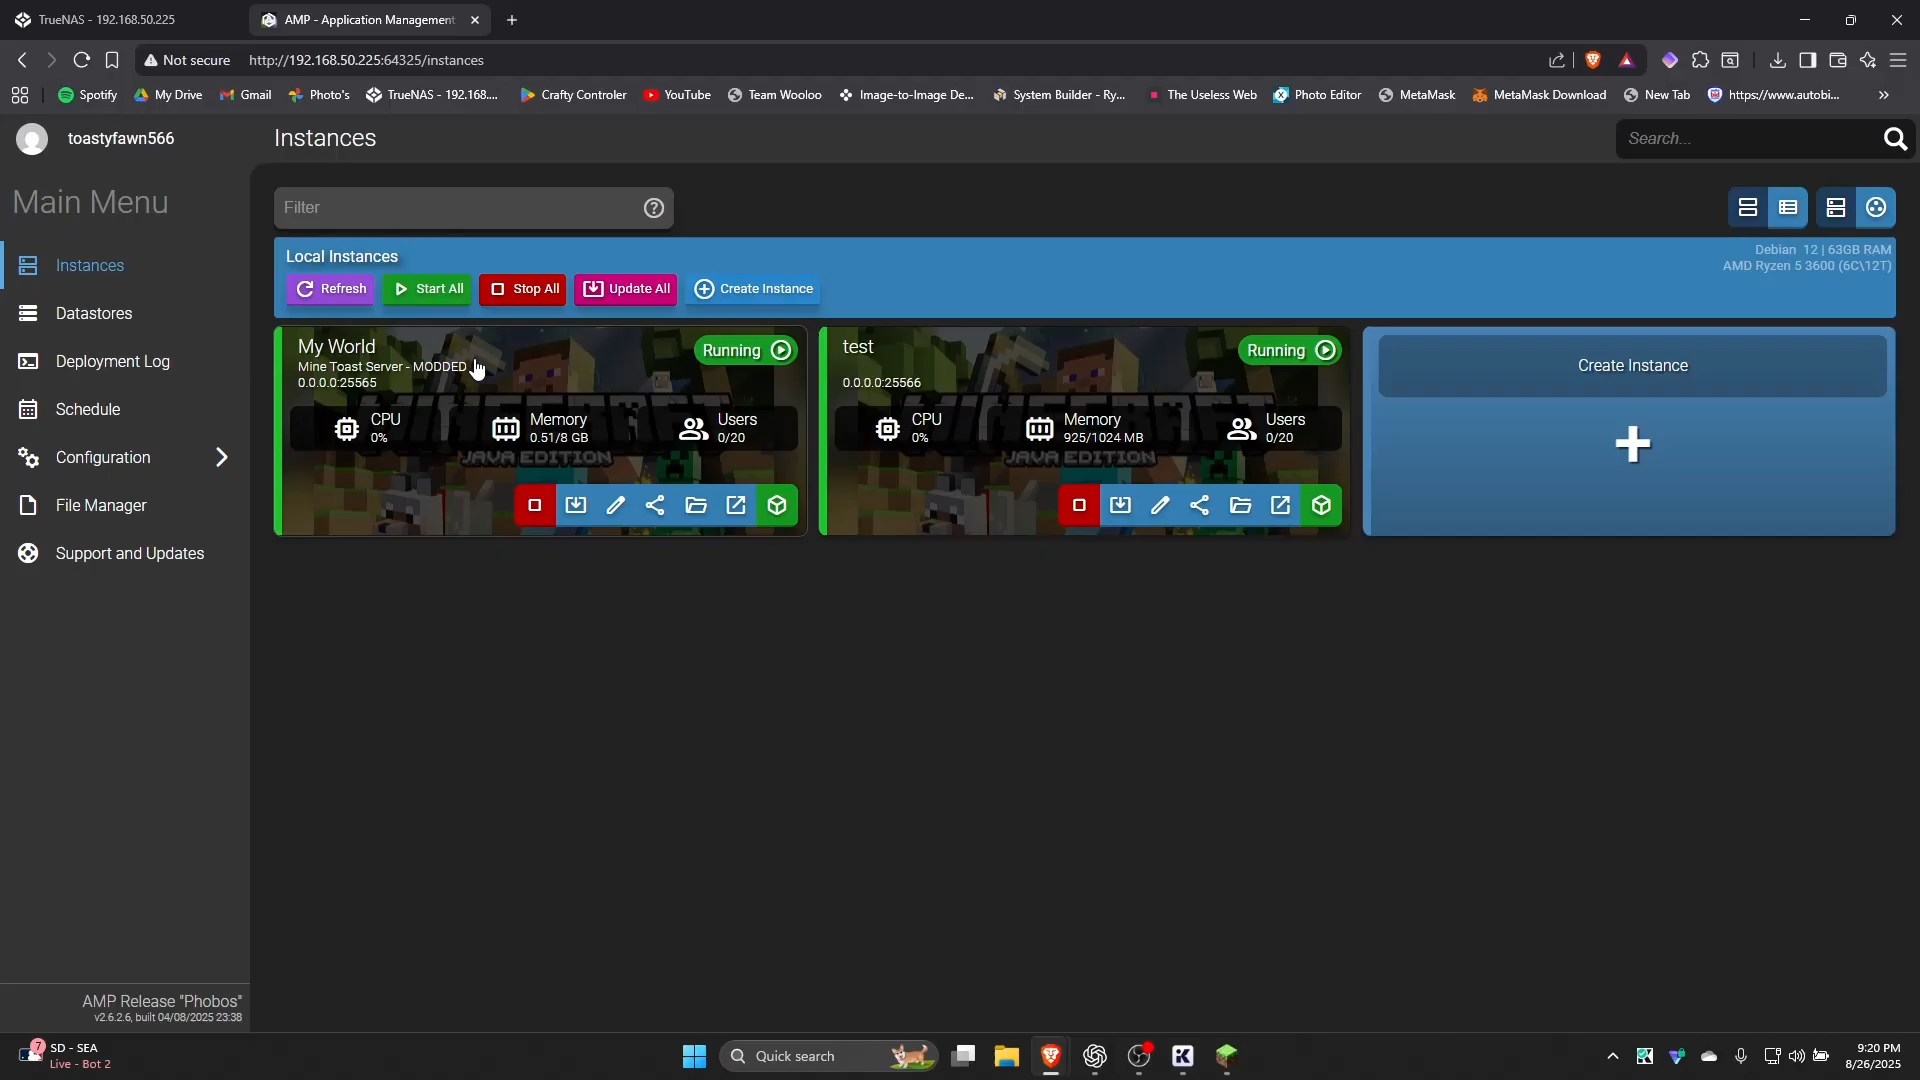 TrueNAS - 192.168.50.225
AMP - Application Management
Not secure
http://192.168.50.225:64325/instances
Spotify
My Drive
Gmail
Photo's
TrueNAS - 192.168....
Crafty Controler
YouTube
Team Wooloo
Image-to-Image De...
System Builder - Ry...
The Useless Web
Photo Editor
MetaMask
MetaMask Download
New Tab
https://www.autobi...
toastyfawn566
Instances
Search...
Main Menu
Filter
Instances
Local Instances
Debian 12 | 63GB RAM
AMD Ryzen 5 3600 (6C\12T)
Refresh
Start All
Stop All
Update All
Create Instance
Datastores
Deployment Log
Schedule
Configuration
File Manager
Support and Updates
My World
Mine Toast Server - MODDED
0.0.0.0:25565
Running
CPU
0%
Memory
0.51/8 GB
Users
0/20
MINECRAFT
JAVA EDITION
test
0.0.0.0:25566
Running
CPU
0%
Memory
925/1024 MB
Users
0/20
MINECRAFT
JAVA EDITION
Create Instance
AMP Release "Phobos"
v2.6.2.6, built 04/08/2025 23:38
7
SD - SEA
Live - Bot 2
Quick search
9:20 PM
8/26/2025